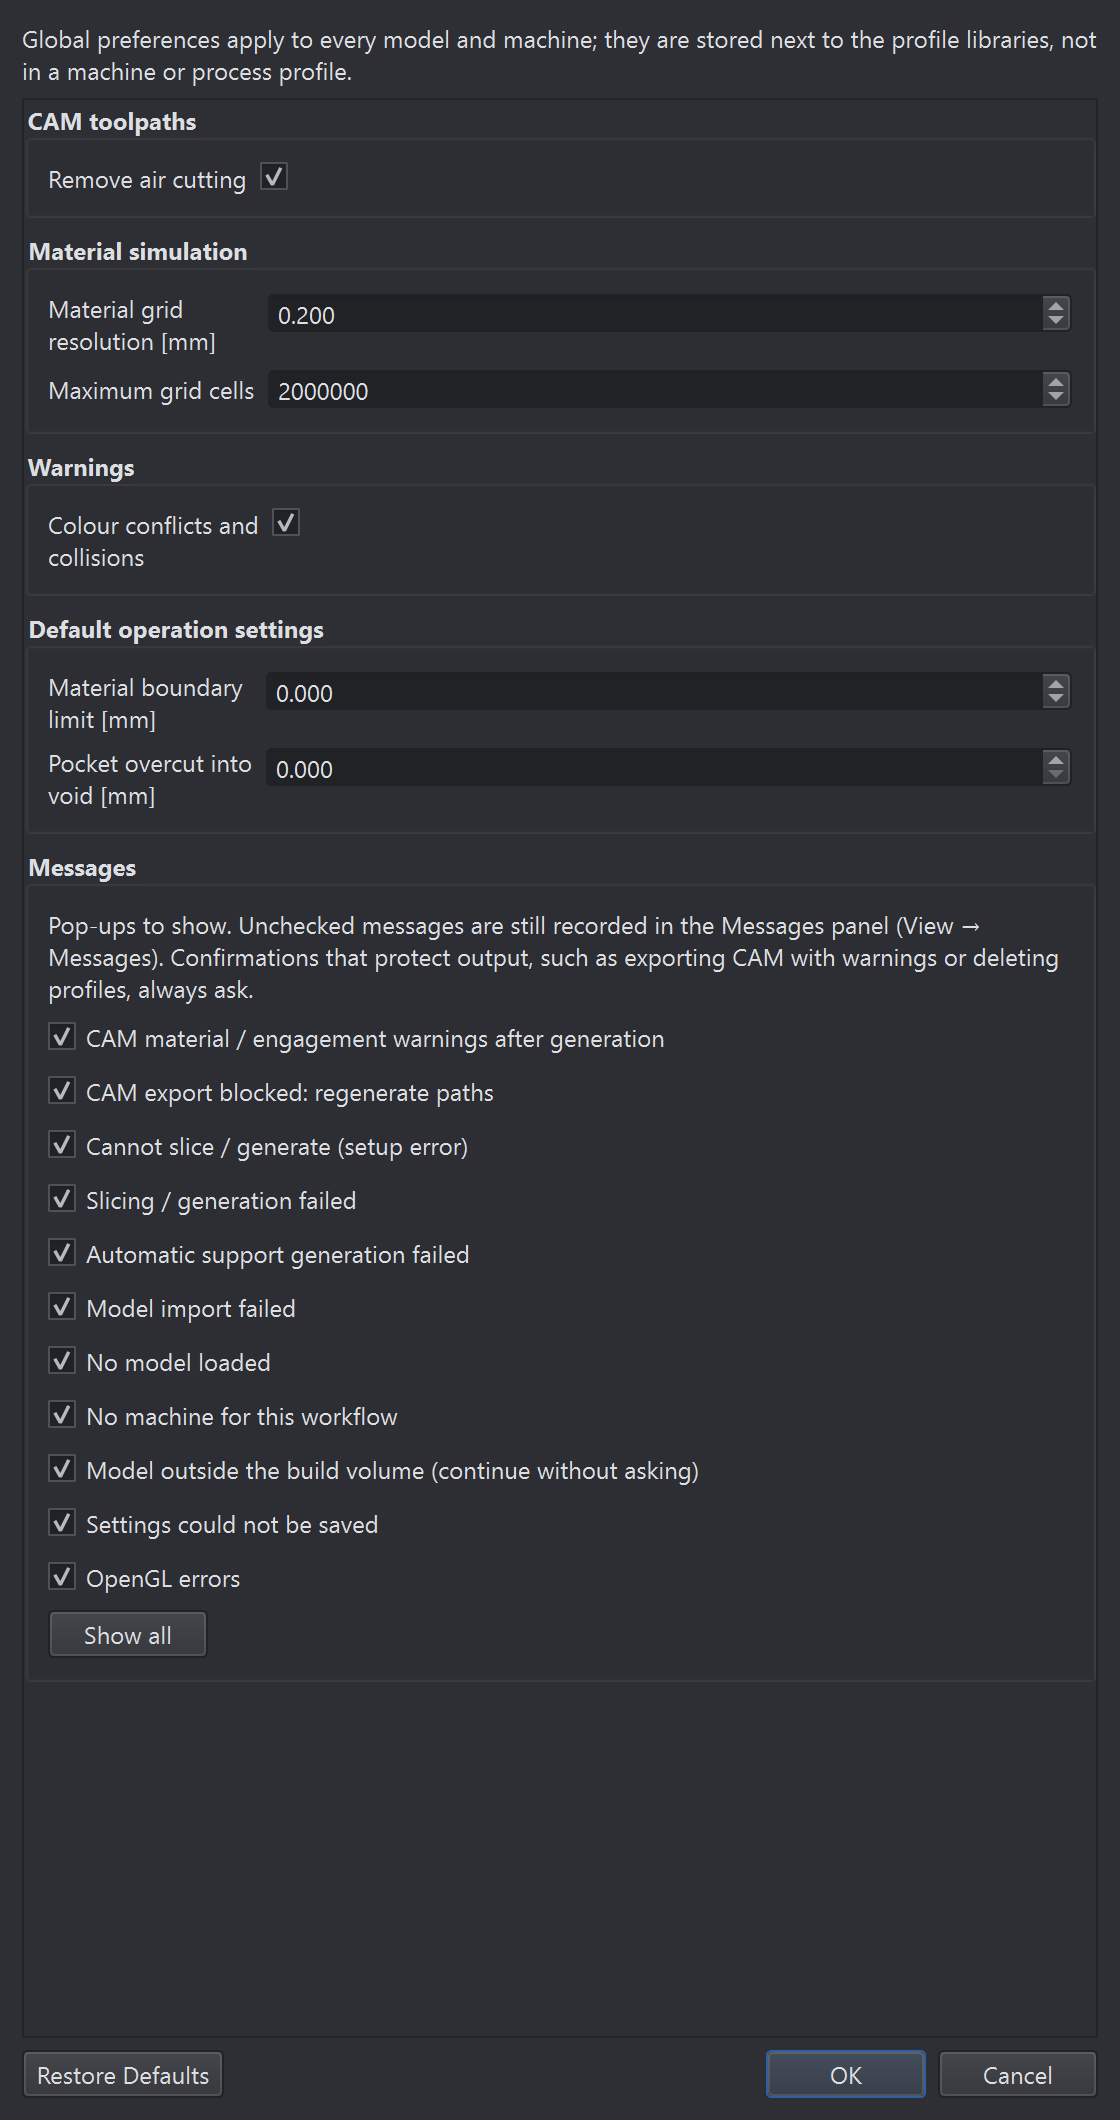 Global preferences apply to every model and machine; they are stored next to the profile libraries, not
in a machine or process profile.
CAM toolpaths
Remove air cutting
Material simulation
Material grid
resolution [mm]
0.200
Maximum grid cells
2000000
Warnings
Colour conflicts and
collisions
Default operation settings
Material boundary
limit [mm]
0.000
Pocket overcut into
void [mm]
0.000
Messages
Pop-ups to show. Unchecked messages are still recorded in the Messages panel (View →
Messages). Confirmations that protect output, such as exporting CAM with warnings or deleting
profiles, always ask.
CAM material / engagement warnings after generation
CAM export blocked: regenerate paths
Cannot slice / generate (setup error)
Slicing / generation failed
Automatic support generation failed
Model import failed
No model loaded
No machine for this workflow
Model outside the build volume (continue without asking)
Settings could not be saved
OpenGL errors
Show all
Restore Defaults
OK
Cancel